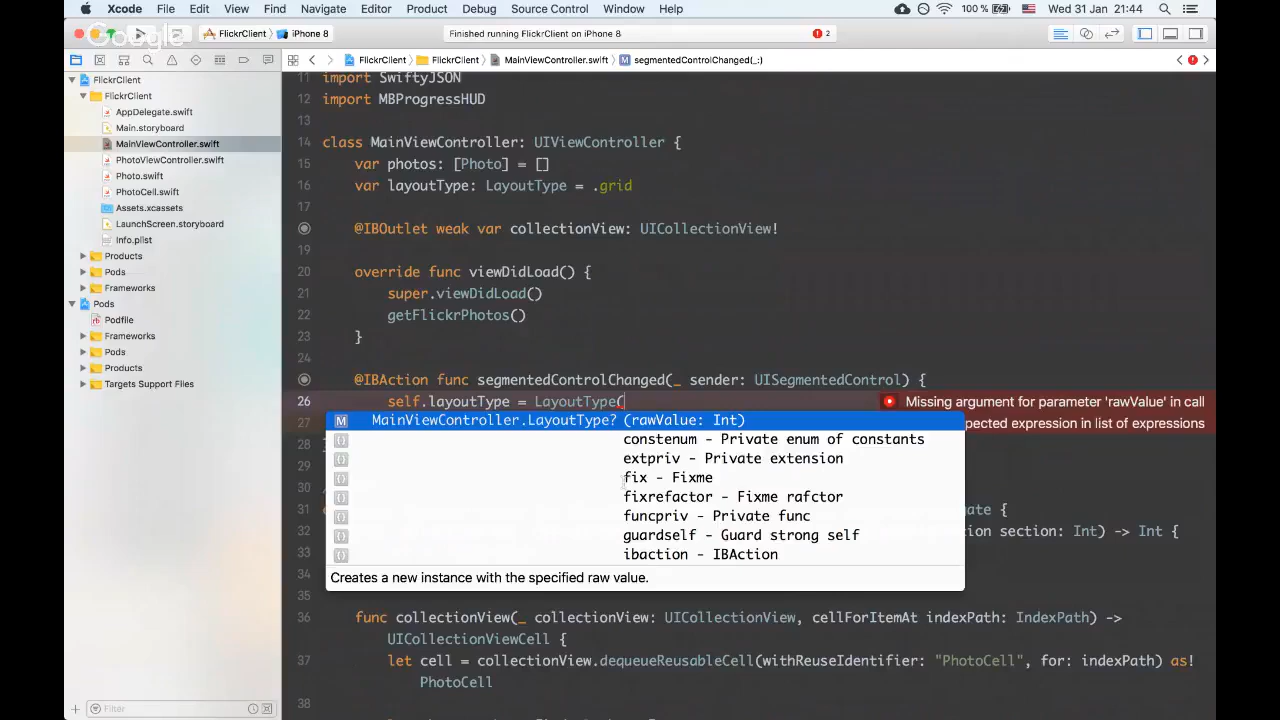 Xcode File Edit View Find Navigate Editor Product Debug Source Control Window Help 100 % Wed 31 Jan 21:44
Google
FlickrClient iPhone 8 Finished running FlickrClient on iPhone 8 2
FlickrClient FlickrClient MainViewController.swift M segmentedControlChanged(_:)
FlickrClient
FlickrClient
AppDelegate.swift
Main.storyboard
MainViewController.swift
PhotoViewController.swift
Photo.swift
PhotoCell.swift
Assets.xcassets
LaunchScreen.storyboard
Info.plist
Products
Pods
Frameworks
Pods
Podfile
Frameworks
Pods
Products
Targets Support Files
Filter
11 import SwiftyJSON
12 import MBProgressHUD
13
14 class MainViewController: UIViewController {
15 var photos: [Photo] = []
16 var layoutType: LayoutType = .grid
17
18 @IBOutlet weak var collectionView: UICollectionView!
19
20 override func viewDidLoad() {
21 super.viewDidLoad()
22 getFlickrPhotos()
23 }
24
25 @IBAction func segmentedControlChanged(_ sender: UISegmentedControl) {
26 self.layoutType = LayoutType( Missing argument for parameter 'rawValue' in call
27 pected expression in list of expressions
M MainViewController.LayoutType? (rawValue: Int)
{} constenum - Private enum of constants
{} extpriv - Private extension
{} fix - Fixme
{} fixrefactor - Fixme rafctor
{} funcpriv - Private func
{} guardself - Guard strong self
{} ibaction - IBAction
Creates a new instance with the specified raw value.
28
29
30
31 gate {
32 ion section: Int) -> Int {
33
34
35
36 func collectionView(_ collectionView: UICollectionView, cellForItemAt indexPath: IndexPath) ->
UICollectionViewCell {
37 let cell = collectionView.dequeueReusableCell(withReuseIdentifier: "PhotoCell", for: indexPath) as!
PhotoCell
38